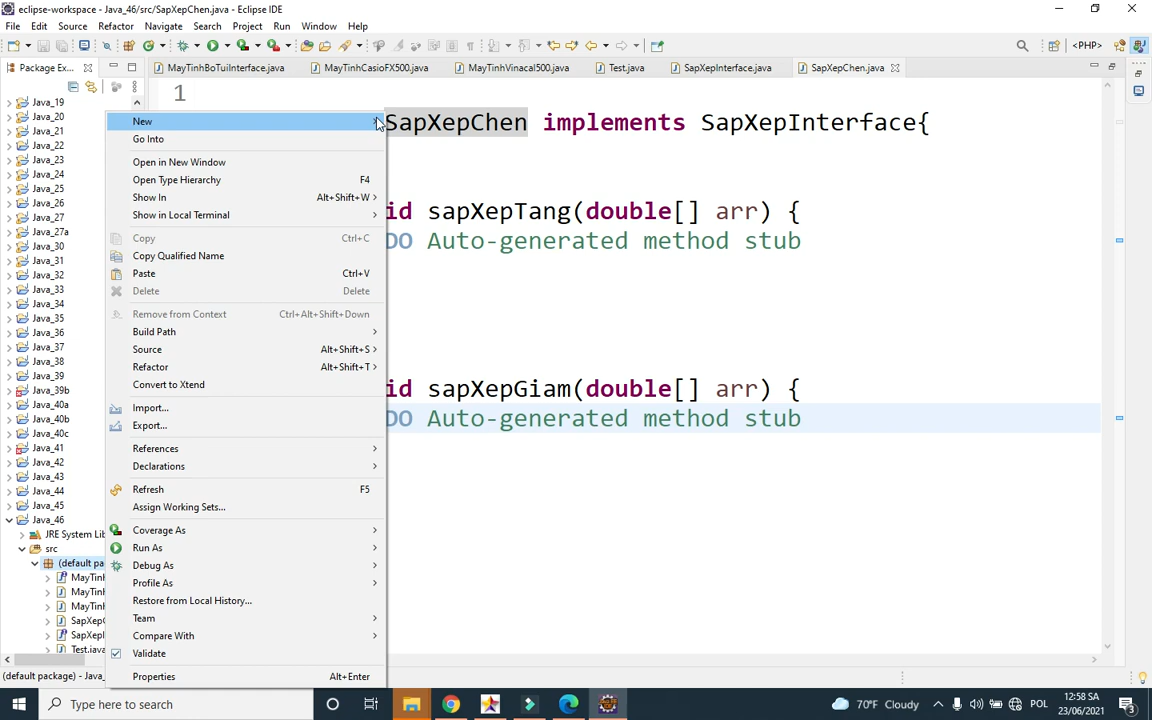 eclipse-workspace - Java_46/src/SapXepChen.java - Eclipse IDE
File Edit Source Refactor Navigate Search Project Run Window Help
<PHP>
Package Ex...
MayTinhBoTuiInterface.java
MayTinhCasioFX500.java
MayTinhVinacal500.java
Test.java
SapXepInterface.java
SapXepChen.java
Java_19
Java_20
Java_21
Java_22
Java_23
Java_24
Java_25
Java_26
Java_27
Java_27a
Java_30
Java_31
Java_32
Java_33
Java_34
Java_35
Java_36
Java_37
Java_38
Java_39
Java_39b
Java_40a
Java_40b
Java_40c
Java_41
Java_42
Java_43
Java_44
Java_45
Java_46
JRE System Lib
src
(default pa
MayTinh
MayTinh
MayTinh
SapXep
SapXepI
Test.java
New
Go Into
Open in New Window
Open Type Hierarchy F4
Show In Alt+Shift+W
Show in Local Terminal
Copy Ctrl+C
Copy Qualified Name
Paste Ctrl+V
Delete Delete
Remove from Context Ctrl+Alt+Shift+Down
Build Path
Source Alt+Shift+S
Refactor Alt+Shift+T
Convert to Xtend
Import...
Export...
References
Declarations
Refresh F5
Assign Working Sets...
Coverage As
Run As
Debug As
Profile As
Restore from Local History...
Team
Compare With
Validate
Properties Alt+Enter
1
SapXepChen implements SapXepInterface{
id sapXepTang(double[] arr) {
DO Auto-generated method stub
id sapXepGiam(double[] arr) {
DO Auto-generated method stub
(default package) - Java_
Type here to search
70°F Cloudy
POL
12:58 SA
23/06/2021
3